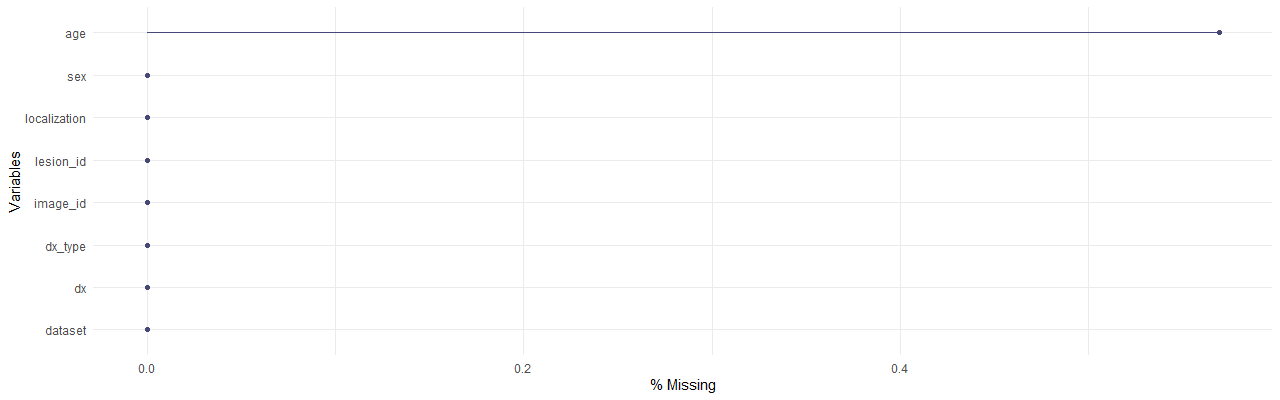 age
sex
localization
lesion_id
image_id
dx_type
dx
dataset
Variables
0.0
0.2
0.4
% Missing